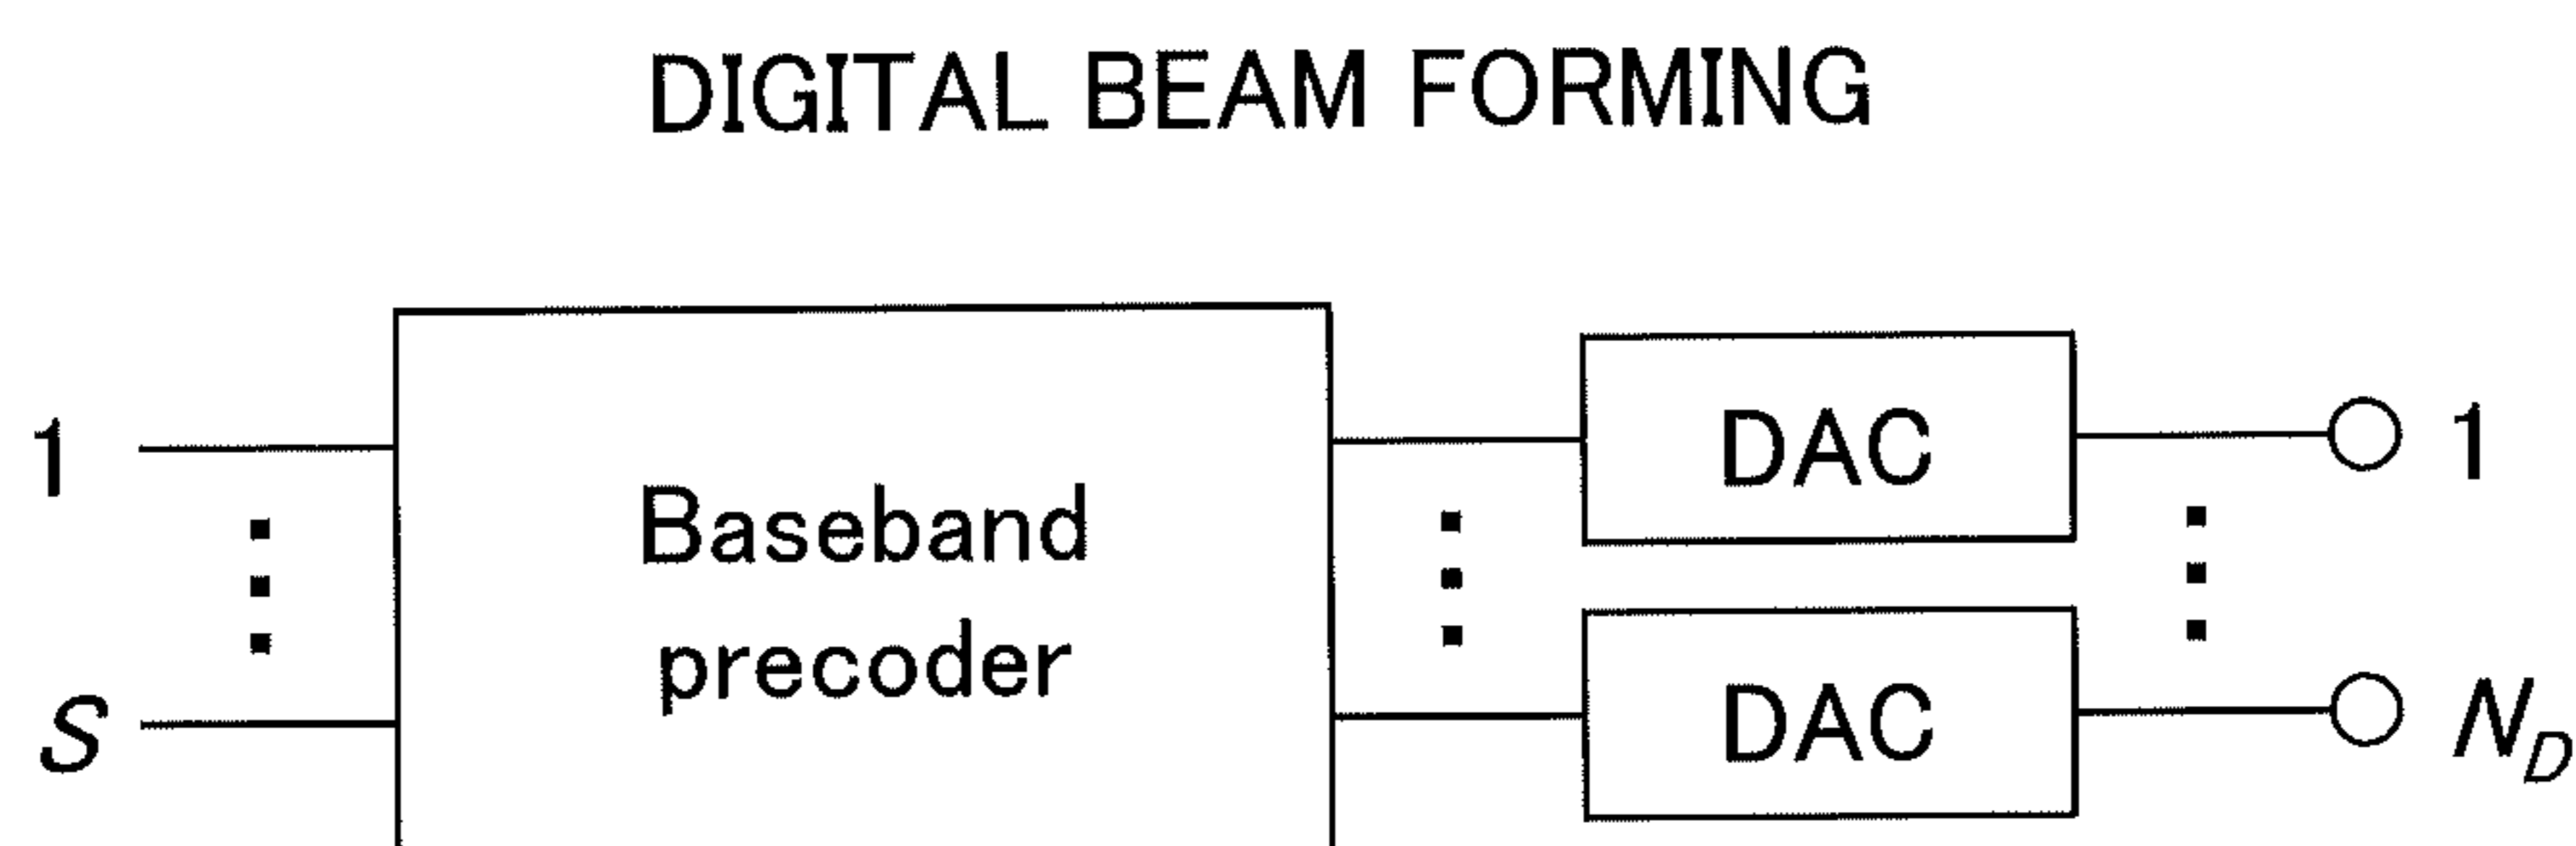 DIGITAL BEAM FORMING
1
Baseband
precoder
S
DAC
1
DAC
N_D